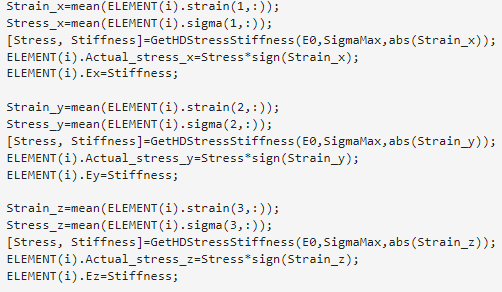 Strain_x=mean(ELEMENT(i).strain(1,:));
Stress_x=mean(ELEMENT(i).sigma(1,:));
[Stress, Stiffness]=GetHDStressStiffness(E0,SigmaMax,abs(Strain_x));
ELEMENT(i).Actual_stress_x=Stress*sign(Strain_x);
ELEMENT(i).Ex=Stiffness;
Strain_y=mean(ELEMENT(i).strain(2,:));
Stress_y=mean(ELEMENT(i).sigma(2,:));
[Stress, Stiffness]=GetHDStressStiffness(E0,SigmaMax,abs(Strain_y));
ELEMENT(i).Actual_stress_y=Stress*sign(Strain_y);
ELEMENT(i).Ey=Stiffness;
Strain_z=mean(ELEMENT(i).strain(3,:));
Stress_z=mean(ELEMENT(i).sigma(3,:));
[Stress, Stiffness]=GetHDStressStiffness(E0,SigmaMax,abs(Strain_z));
ELEMENT(i).Actual_stress_z=Stress*sign(Strain_z);
ELEMENT(i).Ez=Stiffness;